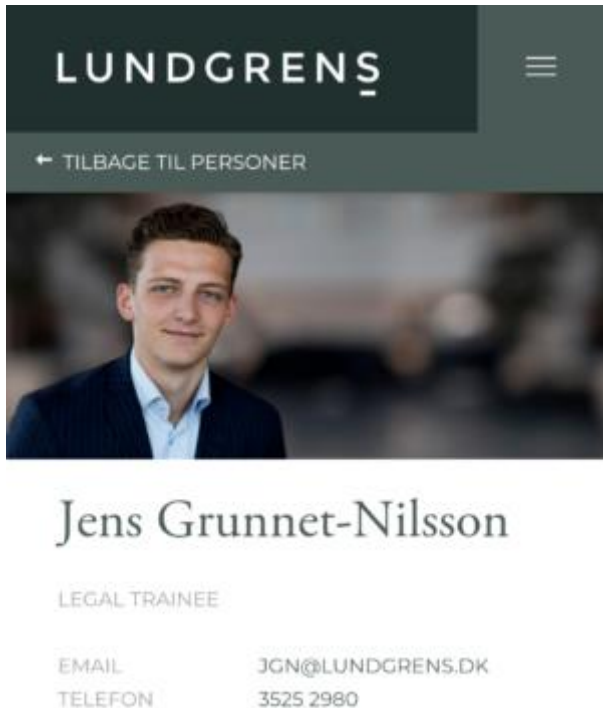 LUNDGRENS
← TILBAGE TIL PERSONER
Jens Grunnet-Nilsson
LEGAL TRAINEE
EMAIL JGN@LUNDGRENS.DK
TELEFON 3525 2980